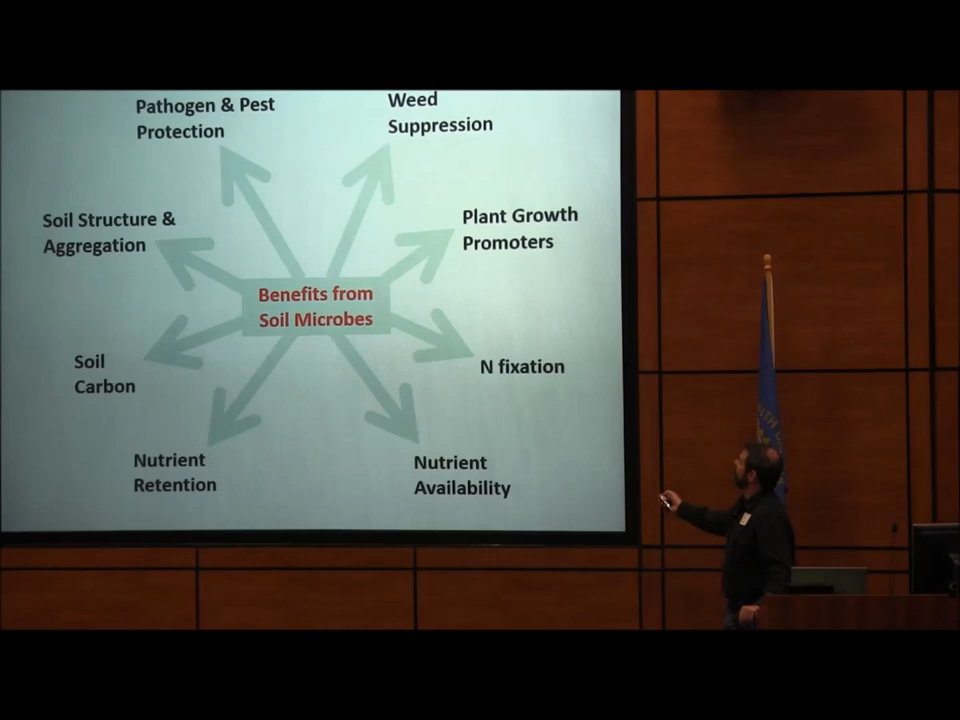 Pathogen & Pest
Protection
Weed
Suppression
Soil Structure &
Aggregation
Plant Growth
Promoters
Benefits from
Soil Microbes
Soil
Carbon
N fixation
Nutrient
Retention
Nutrient
Availability